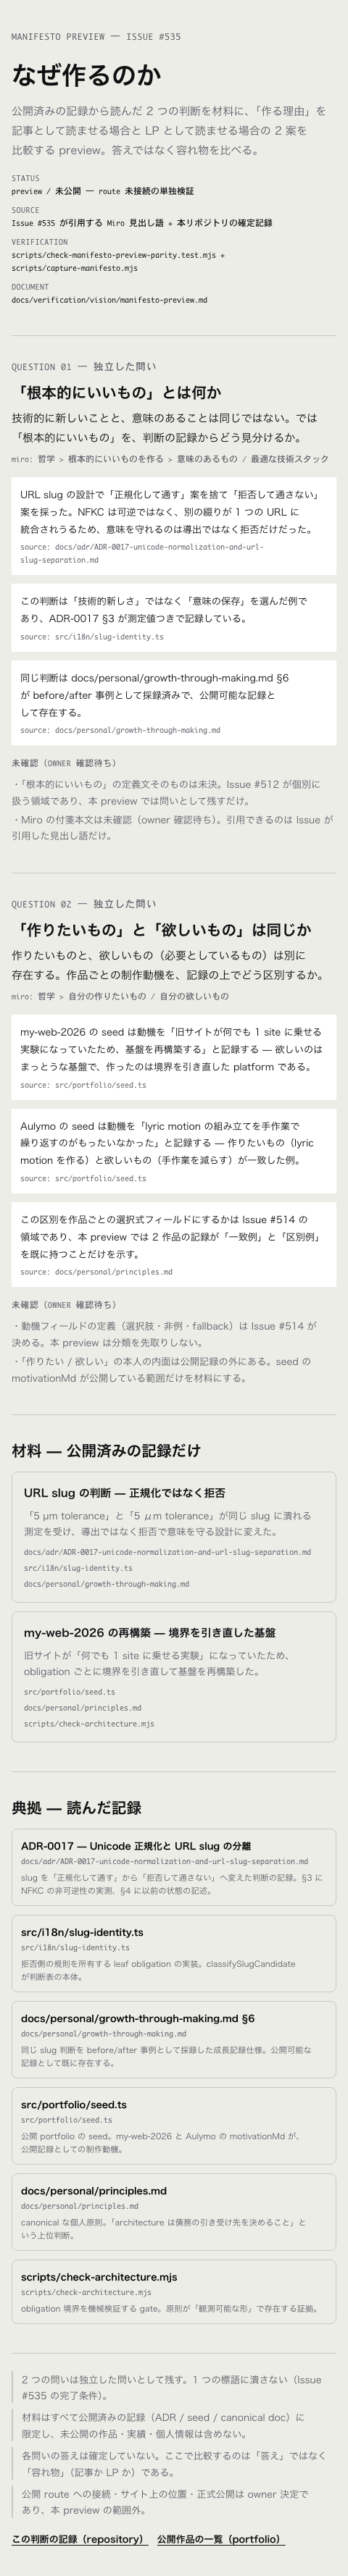 MANIFESTO PREVIEW — ISSUE #535
なぜ作るのか
公開済みの記録から読んだ 2 つの判断を材料に、「作る理由」を
記事として読ませる場合と LP として読ませる場合の 2 案を
比較する preview。答えではなく容れ物を比べる。
STATUS
preview / 未公開 — route 未接続の単独検証
SOURCE
Issue #535 が引用する Miro 見出し語 + 本リポジトリの確定記録
VERIFICATION
scripts/check-manifesto-preview-parity.test.mjs +
scripts/capture-manifesto.mjs
DOCUMENT
docs/verification/vision/manifesto-preview.md
QUESTION 01 — 独立した問い
「根本的にいいもの」とは何か
技術的に新しいことと、意味のあることは同じではない。では
「根本的にいいもの」を、判断の記録からどう見分けるか。
miro: 哲学 > 根本的にいいものを作る > 意味のあるもの / 最適な技術スタック
URL slug の設計で「正規化して通す」案を捨て「拒否して通さない」
案を採った。NFKC は可逆ではなく、別の綴りが 1 つの URL に
統合されうるため、意味を守れるのは導出ではなく拒否だけだった。
source: docs/adr/ADR-0017-unicode-normalization-and-url-
slug-separation.md
この判断は「技術的新しさ」ではなく「意味の保存」を選んだ例で
あり、ADR-0017 §3 が測定値つきで記録している。
source: src/i18n/slug-identity.ts
同じ判断は docs/personal/growth-through-making.md §6
が before/after 事例として採録済みで、公開可能な記録と
して存在する。
source: docs/personal/growth-through-making.md
未確認（OWNER 確認待ち）
・「根本的にいいもの」の定義文そのものは未決。Issue #512 が個別に
扱う領域であり、本 preview では問いとして残すだけ。
・Miro の付箋本文は未確認（owner 確認待ち）。引用できるのは Issue が
引用した見出し語だけ。
QUESTION 02 — 独立した問い
「作りたいもの」と「欲しいもの」は同じか
作りたいものと、欲しいもの（必要としているもの）は別に
存在する。作品ごとの制作動機を、記録の上でどう区別するか。
miro: 哲学 > 自分の作りたいもの / 自分の欲しいもの
my-web-2026 の seed は動機を「旧サイトが何でも 1 site に乗せる
実験になっていたため、基盤を再構築する」と記録する — 欲しいのは
まっとうな基盤で、作ったのは境界を引き直した platform である。
source: src/portfolio/seed.ts
Aulymo の seed は動機を「lyric motion の組み立てを手作業で
繰り返すのがもったいなかった」と記録する — 作りたいもの（lyric
motion を作る）と欲しいもの（手作業を減らす）が一致した例。
source: src/portfolio/seed.ts
この区別を作品ごとの選択式フィールドにするかは Issue #514 の
領域であり、本 preview では 2 作品の記録が「一致例」と「区別例」
を既に持つことだけを示す。
source: docs/personal/principles.md
未確認（OWNER 確認待ち）
・動機フィールドの定義（選択肢・非例・fallback）は Issue #514 が
決める。本 preview は分類を先取りしない。
・「作りたい / 欲しい」の本人の内面は公開記録の外にある。seed の
motivationMd が公開している範囲だけを材料にする。
材料 — 公開済みの記録だけ
URL slug の判断 — 正規化ではなく拒否
「5 µm tolerance」と「5 μm tolerance」が同じ slug に潰れる
測定を受け、導出ではなく拒否で意味を守る設計に変えた。
docs/adr/ADR-0017-unicode-normalization-and-url-slug-separation.md
src/i18n/slug-identity.ts
docs/personal/growth-through-making.md
my-web-2026 の再構築 — 境界を引き直した基盤
旧サイトが「何でも 1 site に乗せる実験」になっていたため、
obligation ごとに境界を引き直して基盤を再構築した。
src/portfolio/seed.ts
docs/personal/principles.md
scripts/check-architecture.mjs
典拠 — 読んだ記録
ADR-0017 — Unicode 正規化と URL slug の分離
docs/adr/ADR-0017-unicode-normalization-and-url-slug-separation.md
slug を「正規化して通す」から「拒否して通さない」へ変えた判断の記録。§3 に
NFKC の非可逆性の実測、§4 に以前の状態の記述。
src/i18n/slug-identity.ts
src/i18n/slug-identity.ts
拒否側の規則を所有する leaf obligation の実装。classifySlugCandidate
が判断表の本体。
docs/personal/growth-through-making.md §6
docs/personal/growth-through-making.md
同じ slug 判断を before/after 事例として採録した成長記録仕様。公開可能な
記録として既に存在する。
src/portfolio/seed.ts
src/portfolio/seed.ts
公開 portfolio の seed。my-web-2026 と Aulymo の motivationMd が、
公開記録としての制作動機。
docs/personal/principles.md
docs/personal/principles.md
canonical な個人原則。「architecture は債務の引き受け先を決めること」と
いう上位判断。
scripts/check-architecture.mjs
scripts/check-architecture.mjs
obligation 境界を機械検証する gate。原則が「観測可能な形」で存在する証拠。
2 つの問いは独立した問いとして残す。1 つの標語に潰さない（Issue
#535 の完了条件）。
材料はすべて公開済みの記録（ADR / seed / canonical doc）に
限定し、未公開の作品・実績・個人情報は含めない。
各問いの答えは確定していない。ここで比較するのは「答え」ではなく
「容れ物」（記事か LP か）である。
公開 route への接続・サイト上の位置・正式公開は owner 決定で
あり、本 preview の範囲外。
この判断の記録（repository） 公開作品の一覧（portfolio）